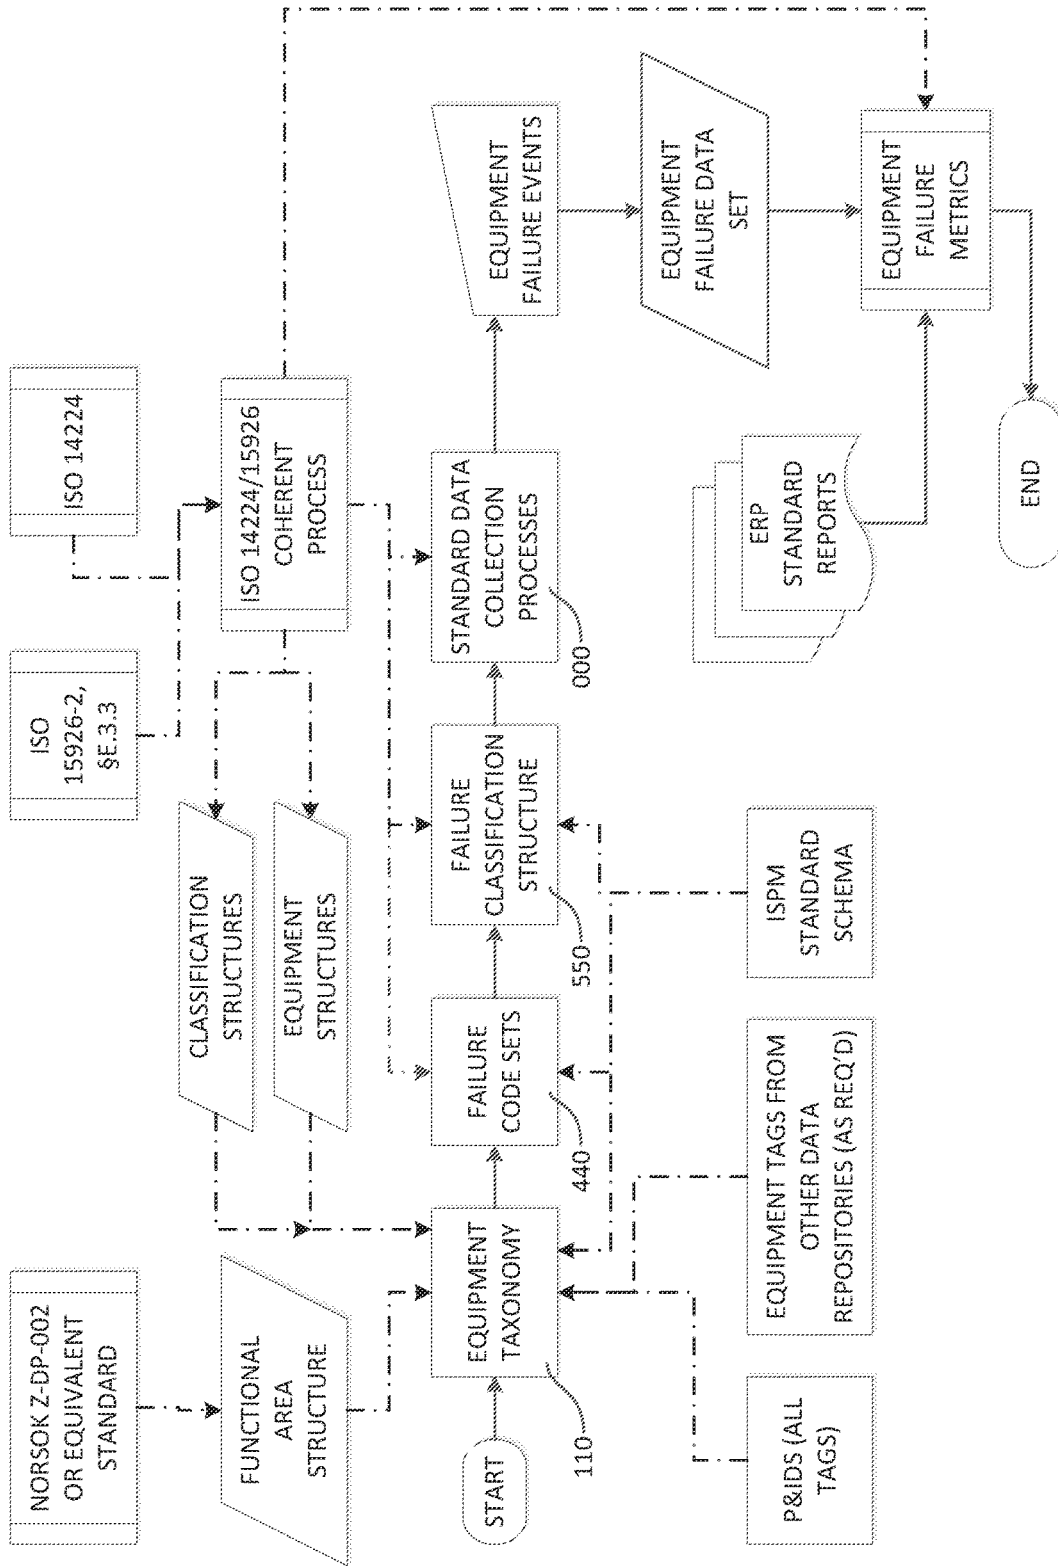 NORSOK Z-DP-002
OR EQUIVALENT
STANDARD
ISO
15926-2,
§E.3.3
ISO 14224
FUNCTIONAL
AREA
STRUCTURE
CLASSIFICATION
STRUCTURES
EQUIPMENT
STRUCTURES
ISO 14224/15926
COHERENT
PROCESS
START
EQUIPMENT
TAXONOMY
110
FAILURE
CODE SETS
440
FAILURE
CLASSIFICATION
STRUCTURE
550
STANDARD DATA
COLLECTION
PROCESSES
000
EQUIPMENT
FAILURE EVENTS
EQUIPMENT
FAILURE DATA
SET
P&IDS (ALL
TAGS)
EQUIPMENT TAGS FROM
OTHER DATA
REPOSITORIES (AS REQ'D)
ISPM
STANDARD
SCHEMA
ERP
STANDARD
REPORTS
EQUIPMENT
FAILURE
METRICS
END